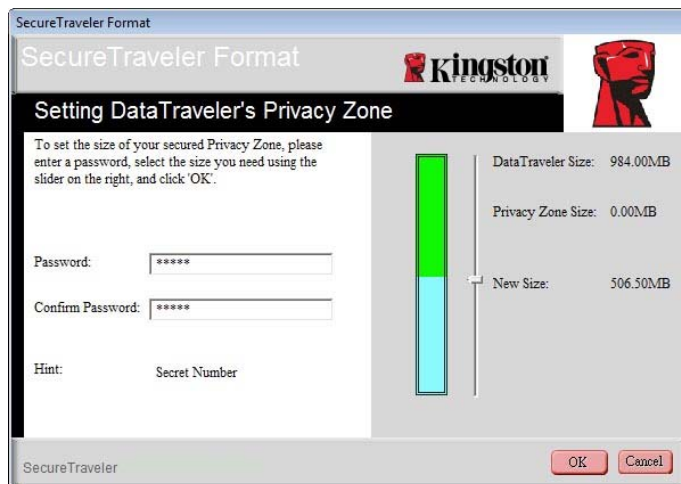 SecureTraveler Format
SecureTraveler Format
Kingston
TECHNOLOGY
Setting DataTraveler's Privacy Zone
To set the size of your secured Privacy Zone, please
enter a password, select the size you need using the
slider on the right, and click 'OK'.
DataTraveler Size: 984.00MB
Privacy Zone Size: 0.00MB
New Size: 506.50MB
Password: *****
Confirm Password: *****
Hint: Secret Number
SecureTraveler
OK
Cancel